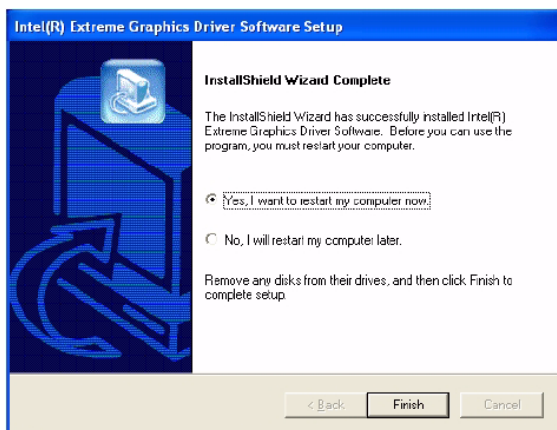 Intel(R) Extreme Graphics Driver Software Setup
InstallShield Wizard Complete
The InstallShield Wizard has successfully installed Intel(R)
Extreme Graphics Driver Software. Before you can use the
program, you must restart your computer.
Yes, I want to restart my computer now.
No, I will restart my computer later.
Remove any disks from their drives, and then click Finish to
complete setup.
< Back
Finish
Cancel